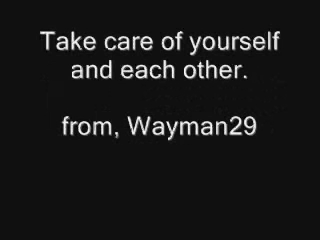 Take care of yourself
and each other.
from, Wayman29